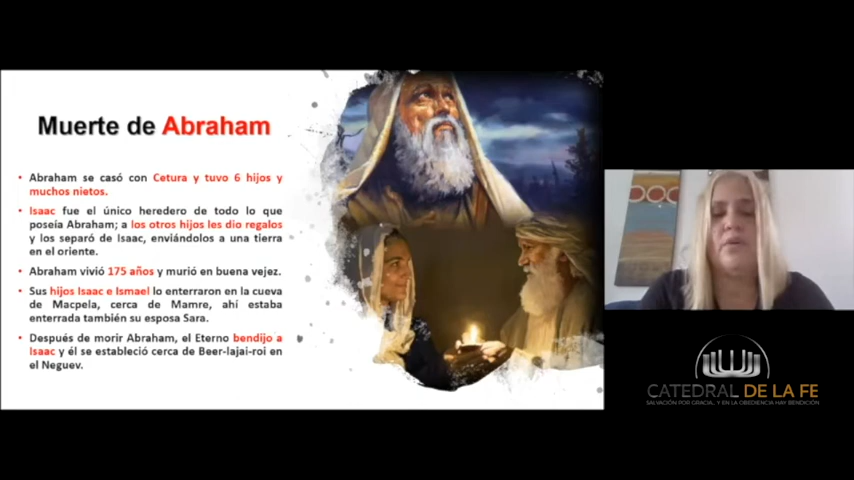 Muerte de Abraham
• Abraham se casó con Cetura y tuvo 6 hijos y
muchos nietos.
• Isaac fue el único heredero de todo lo que
poseía Abraham; a los otros hijos les dio regalos
y los separó de Isaac, enviándolos a una tierra
en el oriente.
• Abraham vivió 175 años y murió en buena vejez.
• Sus hijos Isaac e Ismael lo enterraron en la cueva
de Macpela, cerca de Mamre, ahí estaba
enterrada también su esposa Sara.
• Después de morir Abraham, el Eterno bendijo a
Isaac y él se estableció cerca de Beer-lajai-roi en
el Neguev.
CATEDRAL DE LA FE
SALVACIÓN POR GRACIA, Y EN LA OBEDIENCIA HAY BENDICIÓN